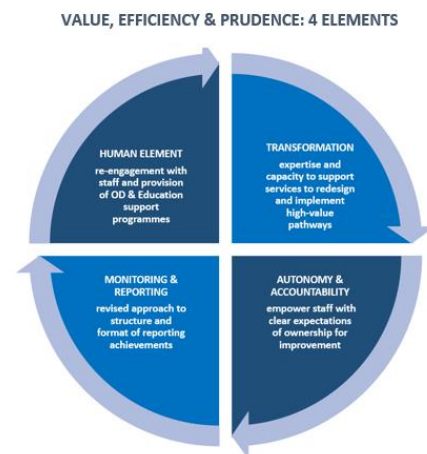 VALUE, EFFICIENCY & PRUDENCE: 4 ELEMENTS
HUMAN ELEMENT
re-engagement with
staff and provision
of OD & Education
support
programmes
TRANSFORMATION
expertise and
capacity to support
services to redesign
and implement
high-value
pathways
MONITORING &
REPORTING
revised approach to
structure and
format of reporting
achievements
AUTONOMY &
ACCOUNTABILITY
empower staff with
clear expectations
of ownership for
improvement